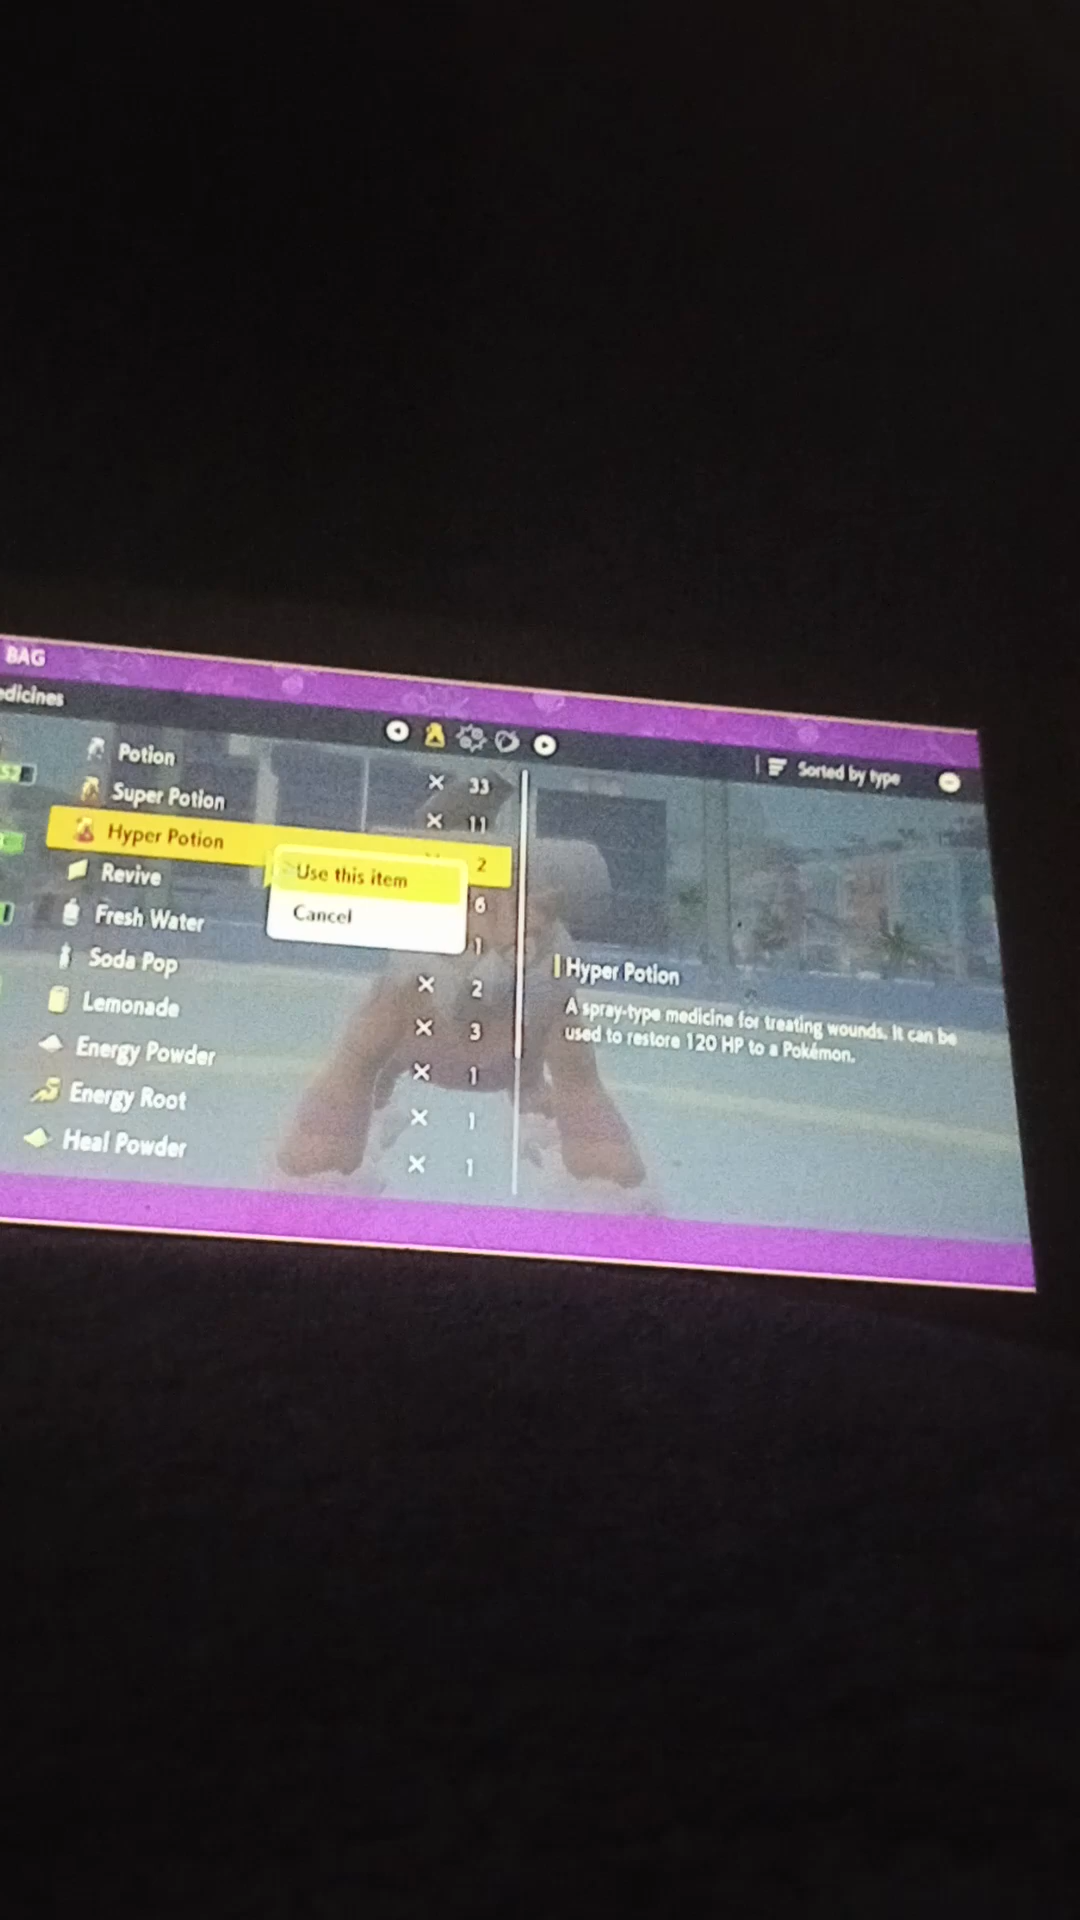 BAG
edicines
Sorted by type
Potion × 33
Super Potion × 11
Hyper Potion 2
Use this item
Cancel
Revive 6
Fresh Water 1
Soda Pop × 2
Lemonade × 3
Energy Powder × 1
Energy Root × 1
Heal Powder × 1
Hyper Potion
A spray-type medicine for treating wounds. It can be
used to restore 120 HP to a Pokémon.